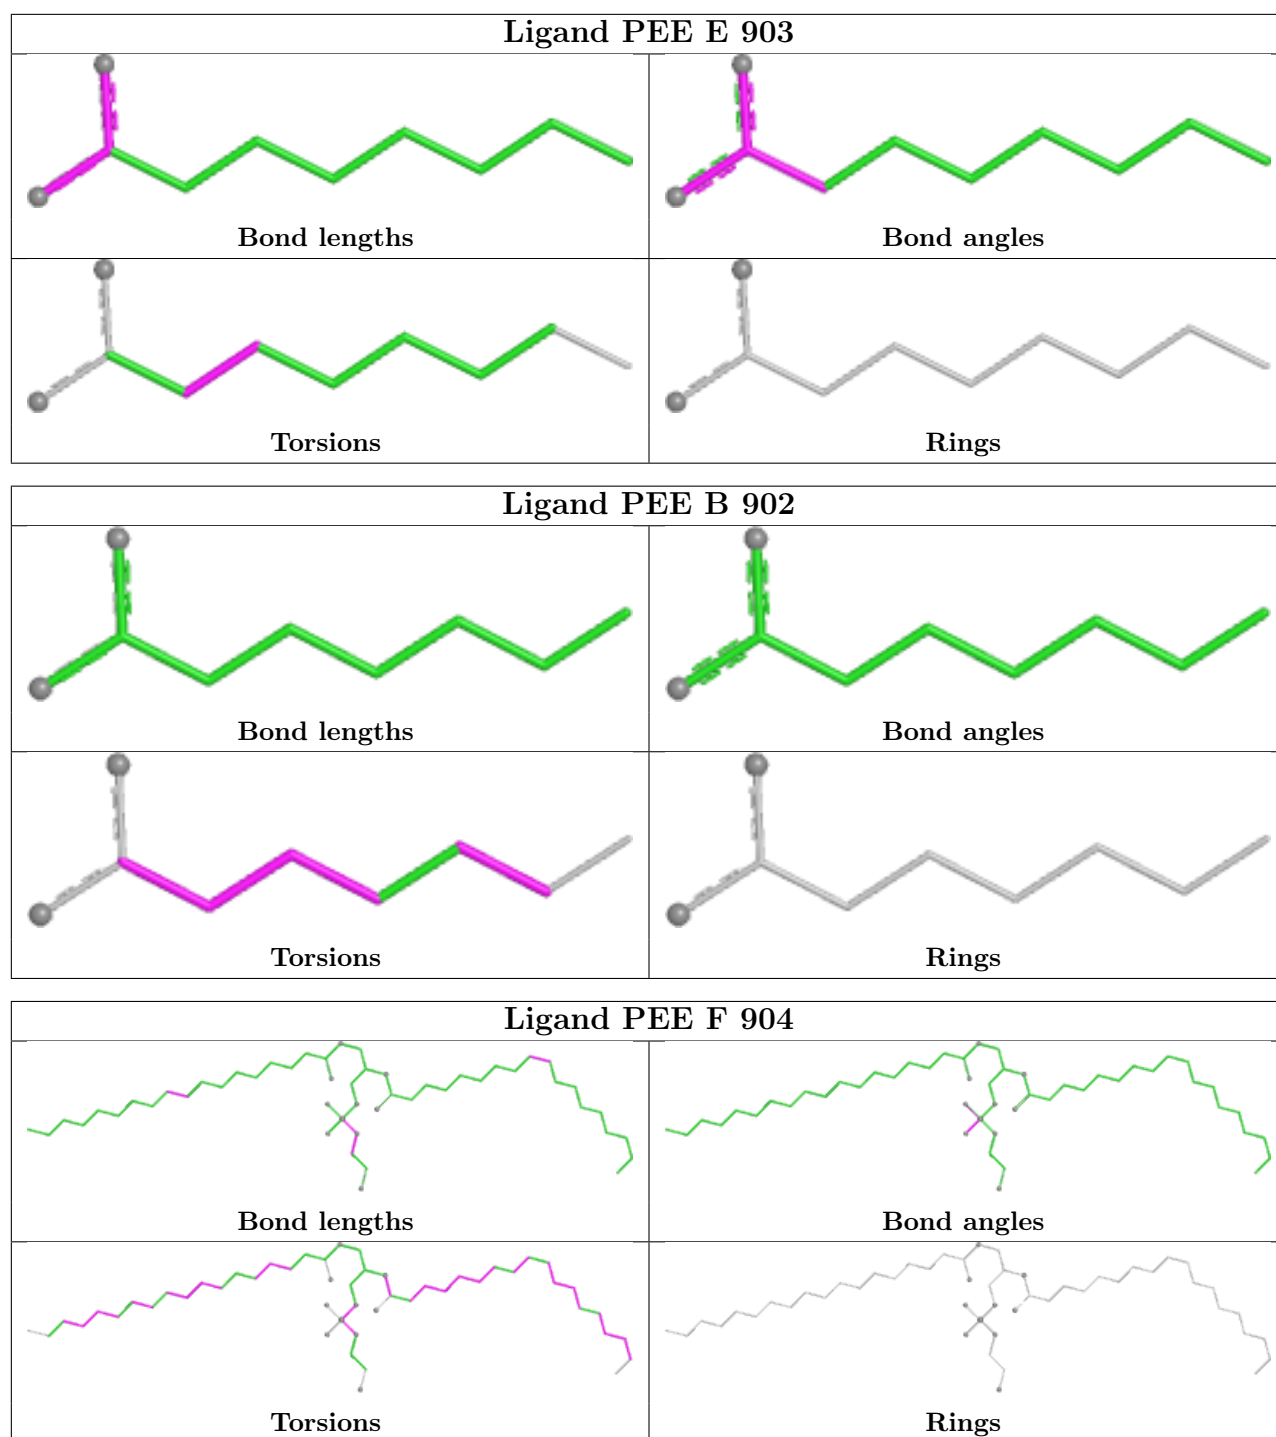 Ligand PEE E 903
Bond lengths
Bond angles
Torsions
Rings
Ligand PEE B 902
Bond lengths
Bond angles
Torsions
Rings
Ligand PEE F 904
Bond lengths
Bond angles
Torsions
Rings